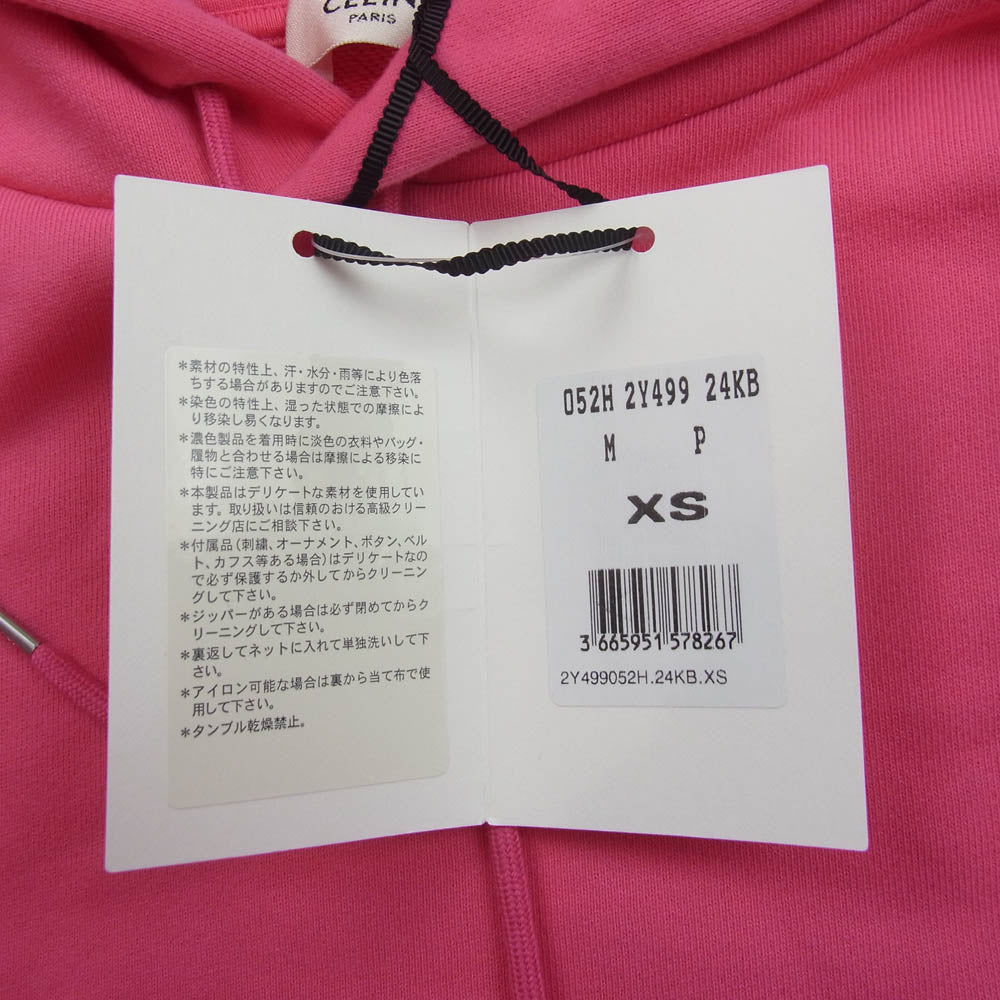 PARIS
*素材の特性上、汗・水分・雨等により色落
ちする場合がありますのでご注意下さい。
*染色の特性上、湿った状態での摩擦によ
り移染し易くなります。
*濃色製品を着用時に淡色の衣料やバッグ・
履物と合わせる場合は摩擦による移染に
特にご注意下さい。
*本製品はデリケートな素材を使用してい
ます。取り扱いは信頼のおける高級クリー
ニング店にご相談下さい。
*付属品(刺繍、オーナメント、ボタン、ベル
ト、カフス等ある場合)はデリケートなの
で必ず保護するか外してからクリーニン
グして下さい。
*ジッパーがある場合は必ず閉めてからク
リーニングして下さい。
*裏返してネットに入れて単独洗いして下
さい。
*アイロン可能な場合は裏から当て布で使
用して下さい。
*タンブル乾燥禁止。
052H 2Y499 24KB
M P
XS
3 665951 578267
2Y499052H.24KB.XS